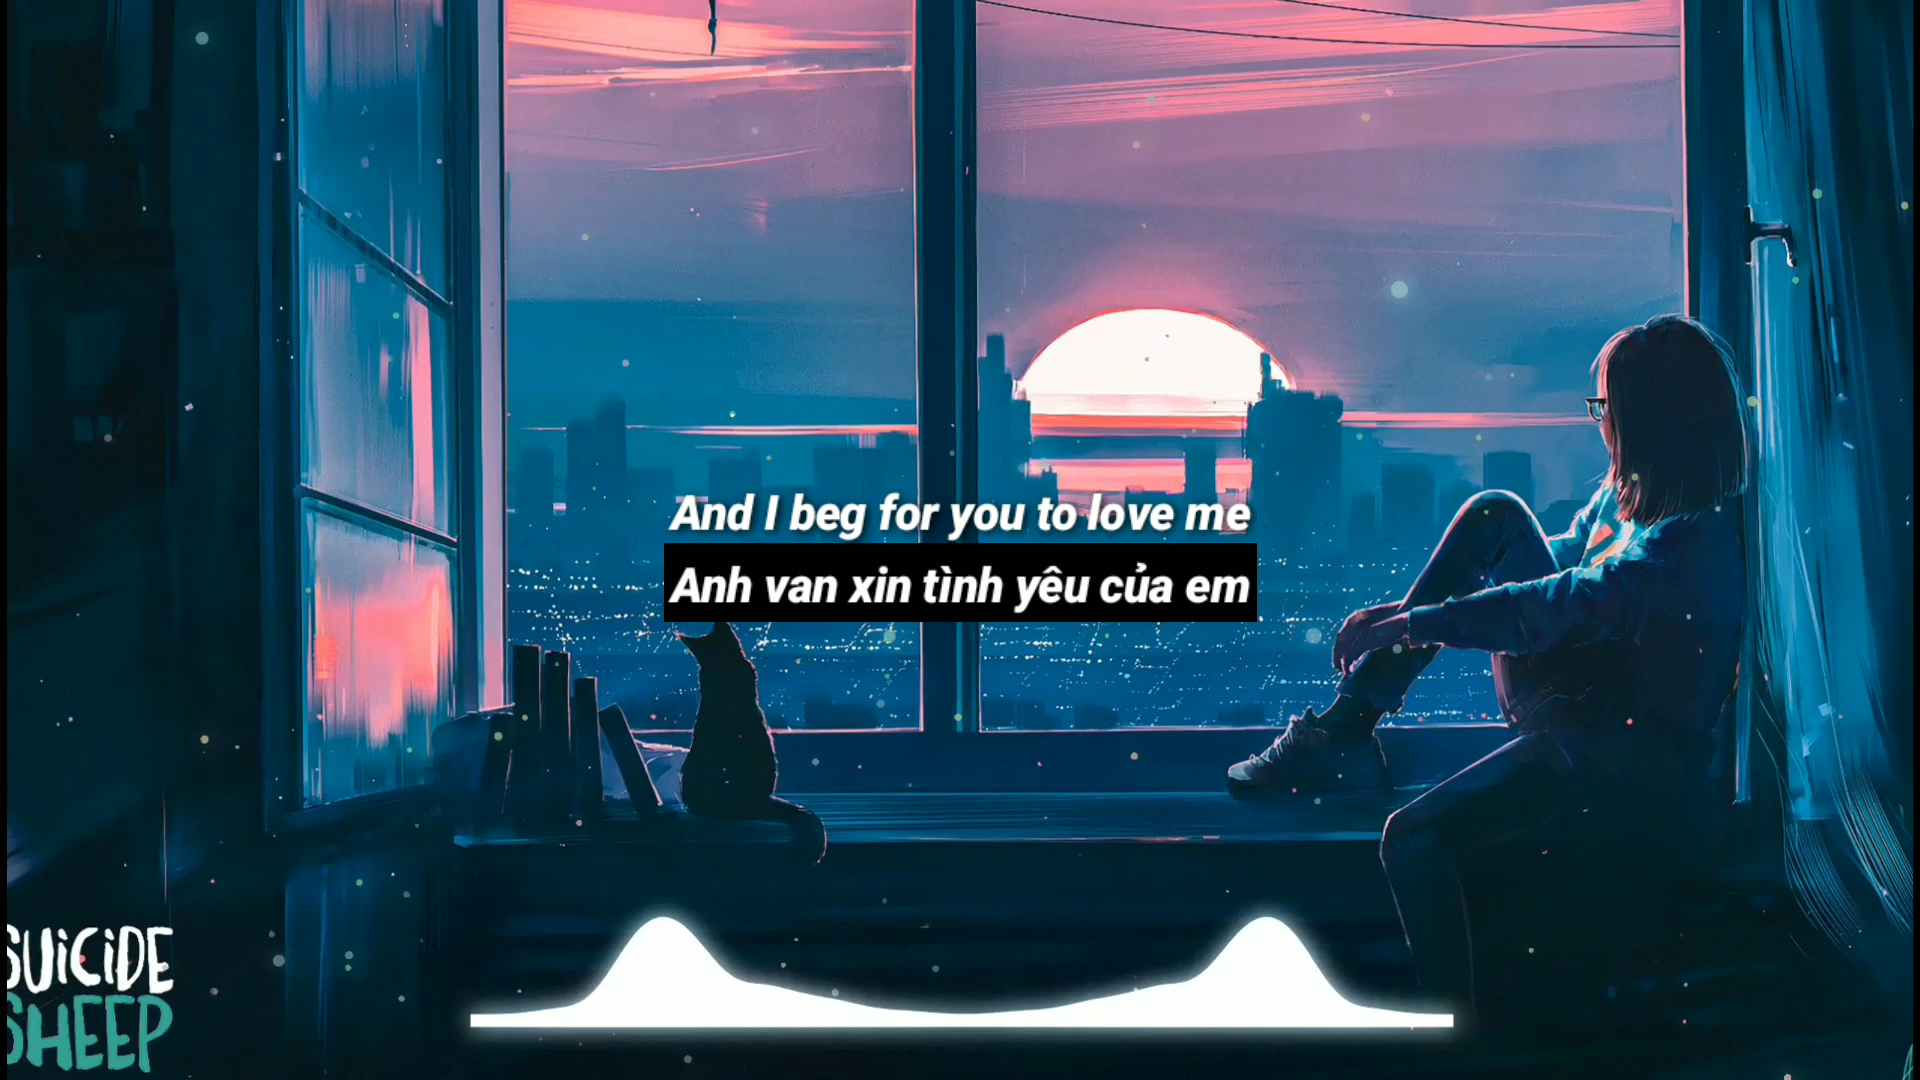 And I beg for you to love me
Anh van xin tình yêu của em
SUiCiDE
SHEEP